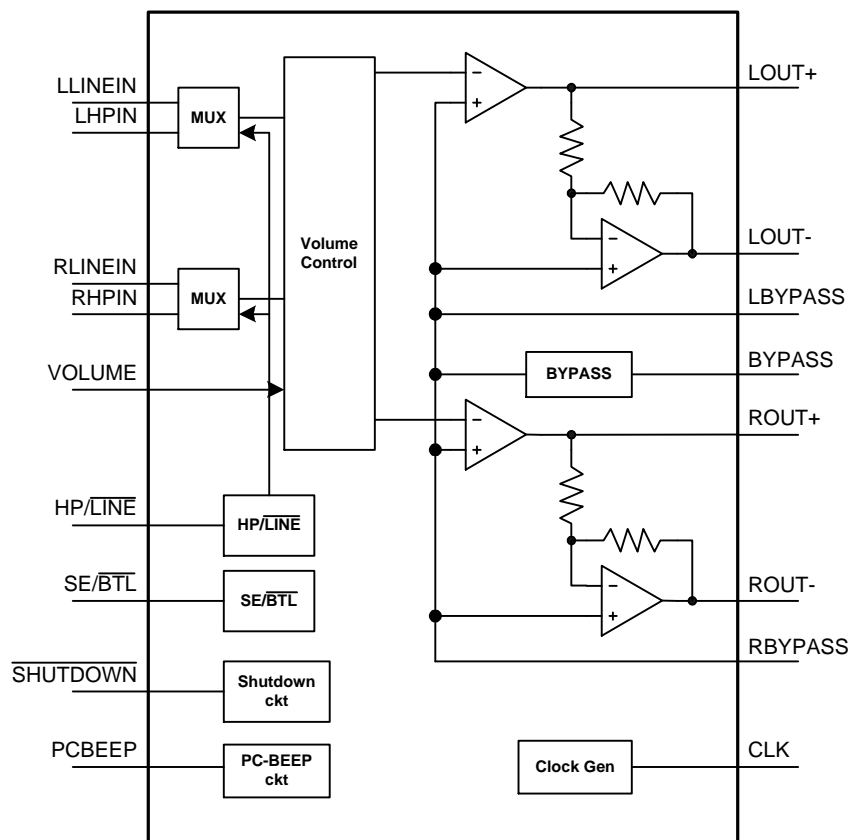 LLINEIN
LHPIN
MUX
RLINEIN
RHPIN
MUX
VOLUME
Volume
Control
HP/LINE
HP/LINE
SE/BTL
SE/BTL
SHUTDOWN
Shutdown
ckt
PCBEEP
PC-BEEP
ckt
−
+
LOUT+
−
+
LOUT-
LBYPASS
BYPASS
BYPASS
−
+
ROUT+
−
+
ROUT-
RBYPASS
Clock Gen
CLK